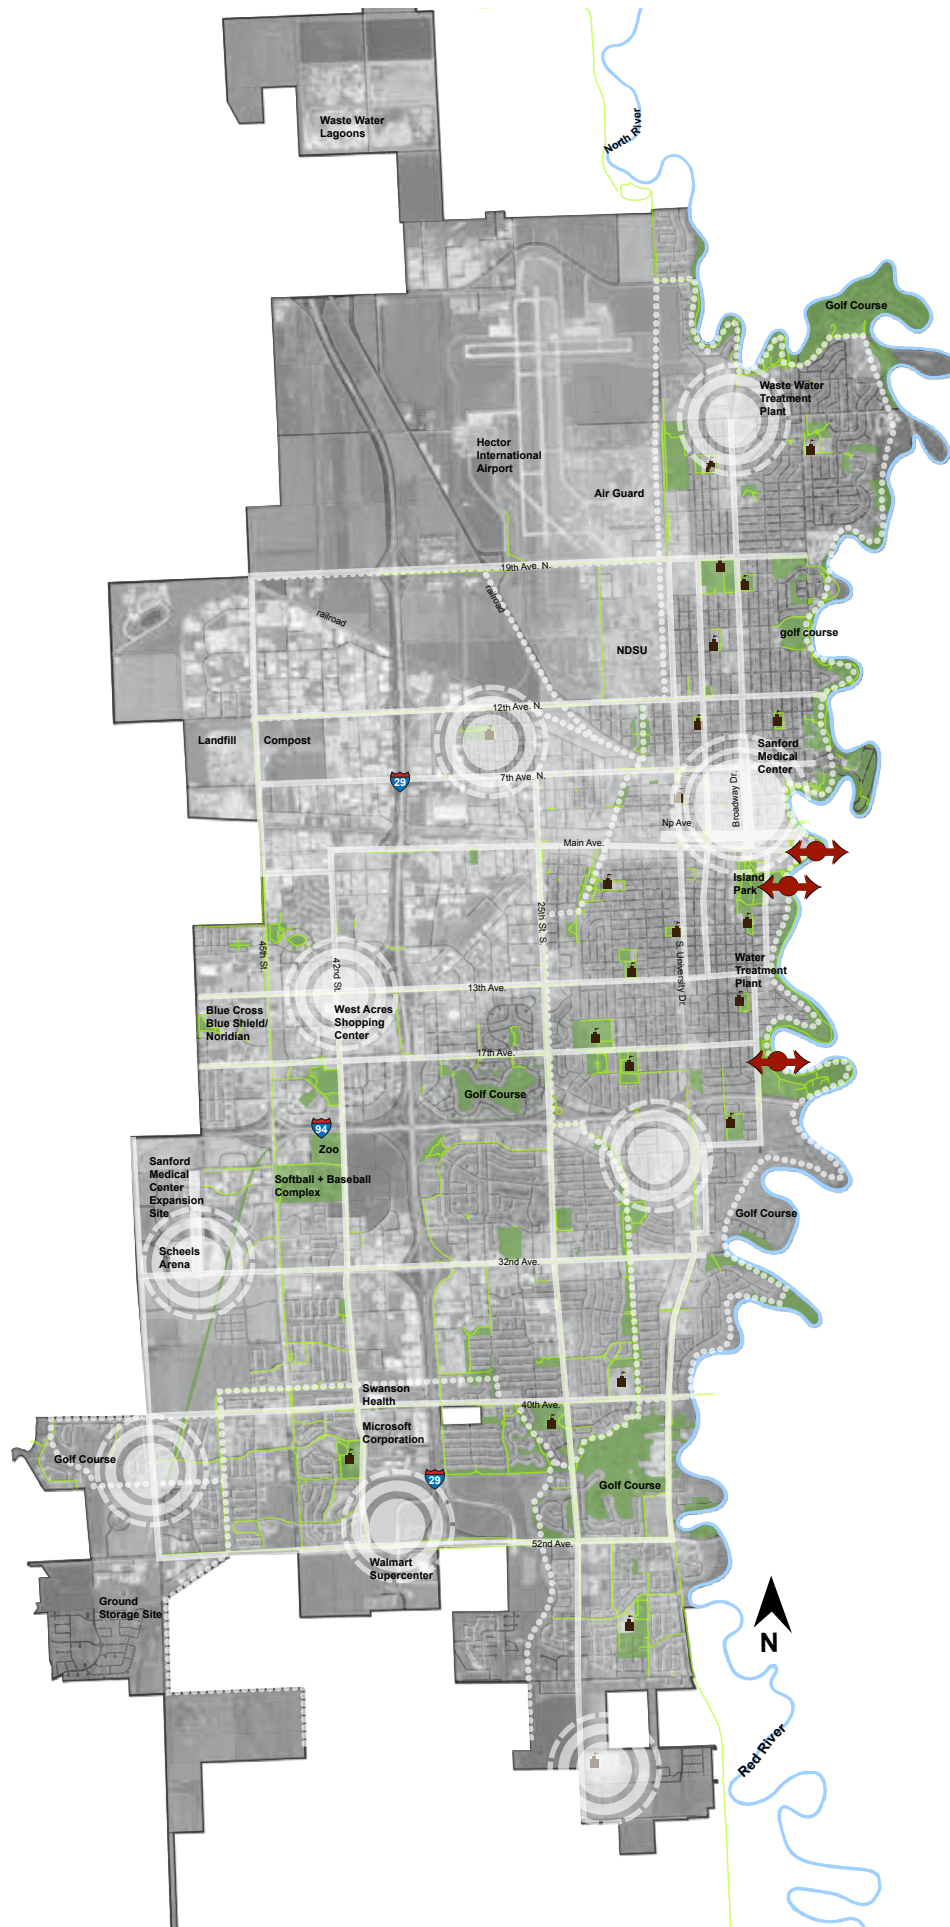 Waste Water
Lagoons
North River
Golf Course
Waste Water
Treatment
Plant
Hector
International
Airport
Air Guard
19th Ave. N.
railroad
railroad
golf course
NDSU
12th Ave. N.
Landfill
Compost
Sanford
Medical
Center
29
7th Ave. N.
Broadway Dr.
Np Ave.
Main Ave.
Island
Park
25th St. S.
45th St.
42nd St.
S. University Dr.
Water
Treatment
Plant
13th Ave.
Blue Cross
Blue Shield/
Noridian
West Acres
Shopping
Center
17th Ave.
Golf Course
94
Zoo
Sanford
Medical
Center
Expansion
Site
Softball + Baseball
Complex
Golf Course
Scheels
Arena
32nd Ave.
Swanson
Health
40th Ave.
Microsoft
Corporation
Golf Course
29
Golf Course
52nd Ave.
Walmart
Supercenter
Ground
Storage Site
N
Red River